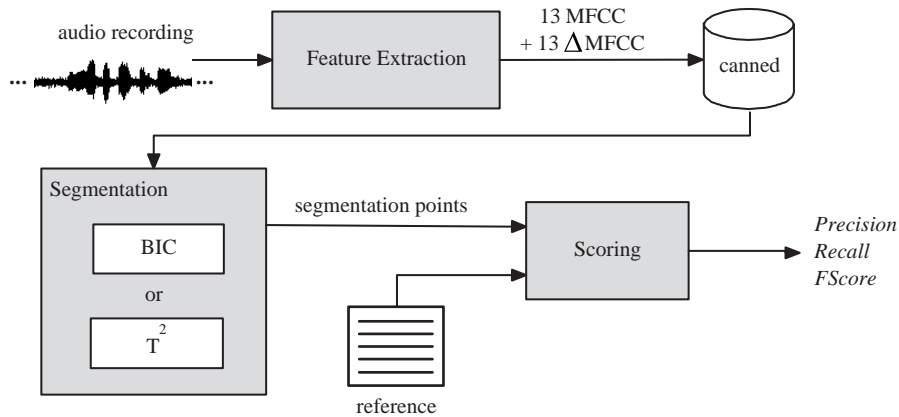 audio recording
... ...
Feature Extraction
13 MFCC
+ 13 Δ MFCC
canned
Segmentation
BIC
or
T²
segmentation points
reference
Scoring
Precision
Recall
FScore